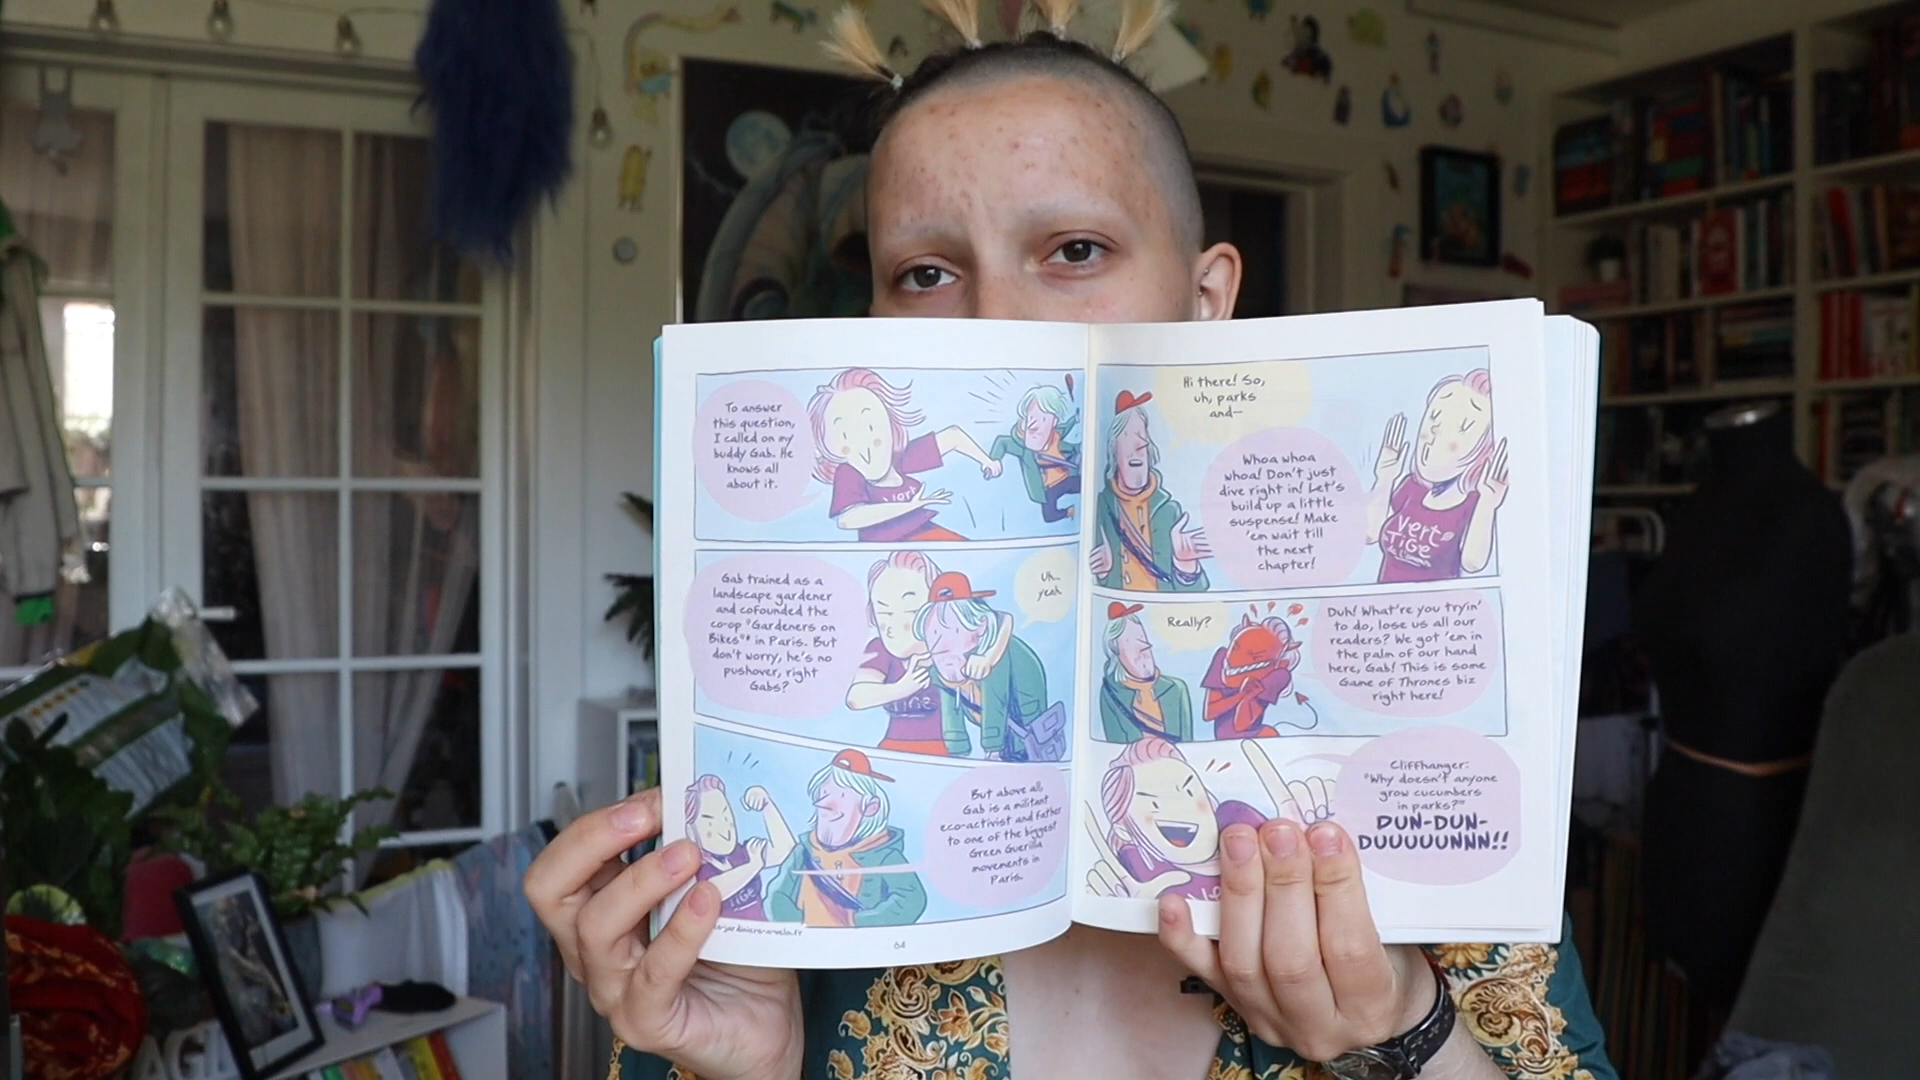 To answer
this question,
I called on my
buddy Gab. He
knows all
about it.
Vert
Gab trained as a
landscape gardener
and cofounded the
co-op "Gardeners on
Bikes"* in Paris. But
don't worry, he's no
pushover, right
Gabs?
Uh...
yeah
TIGE
But above all,
Gab is a militant
eco-activist and Father
to one of the biggest
Green Guerilla
movements in
Paris.
TIGE
64
Hi there! So,
uh, parks
and—
Whoa whoa
whoa! Don't just
dive right in! Let's
build up a little
suspense! Make
'em wait till
the next
chapter!
Vert
TIGE
Really?
Duh! What're you tryin'
to do, lose us all our
readers? We got 'em in
the palm of our hand
here, Gab! This is some
Game of Thrones biz
right here!
Cliffhanger:
"Why doesn't anyone
grow cucumbers
in parks?"
DUN-DUN-
DUUUUUNNN!!